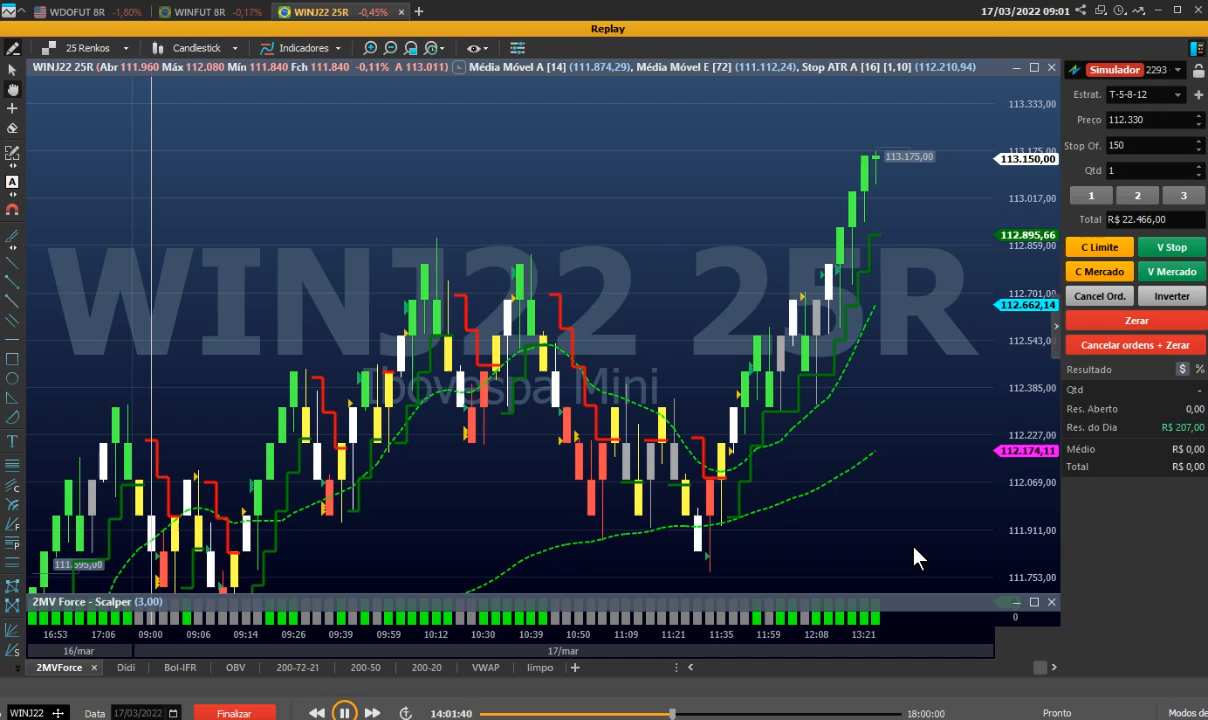 WDOFUT 8R -1,80%
WINFUT 8R -0,17%
WINJ22 25R -0,45% × +
17/03/2022 09:01
Replay
25 Renkos
Candlestick
Indicadores
WINJ22 25R (Abr 111.960 Máx 112.080 Mín 111.840 Fch 111.840 -0,11% A 113.011) Média Móvel A [14] (111.874,29), Média Móvel E [72] (111.112,24), Stop ATR A [16] [1,10] (112.210,94)
WINJ22 25R
Ibovespa Mini
113.175,00
111.595,00
113.333,00
113.175,00
113.150,00
113.017,00
112.895,66
112.859,00
112.701,00
112.662,14
112.543,00
112.385,00
112.227,00
112.174,11
112.069,00
111.911,00
111.753,00
2MV Force - Scalper (3,00)
0
16:53 17:06 09:00 09:06 09:14 09:26 09:39 09:59 10:12 10:30 10:39 10:50 11:09 11:21 11:35 11:59 12:08 13:21
16/mar 17/mar
2MVForce × Didi Bol-IFR OBV 200-72-21 200-50 200-20 VWAP limpo +
Simulador 2293
Estrat. T-5-8-12
Preço 112.330
Stop Of. 150
Qtd 1
1 2 3
Total R$ 22.466,00
C Limite V Stop
C Mercado V Mercado
Cancel Ord. Inverter
Zerar
Cancelar ordens + Zerar
Resultado $ %
Qtd -
Res. Aberto 0,00
Res. do Dia R$ 207,00
Médio R$ 0,00
Total R$ 0,00
WINJ22 Data 17/03/2022 Finalizar 14:01:40 18:00:00 Pronto Modos de